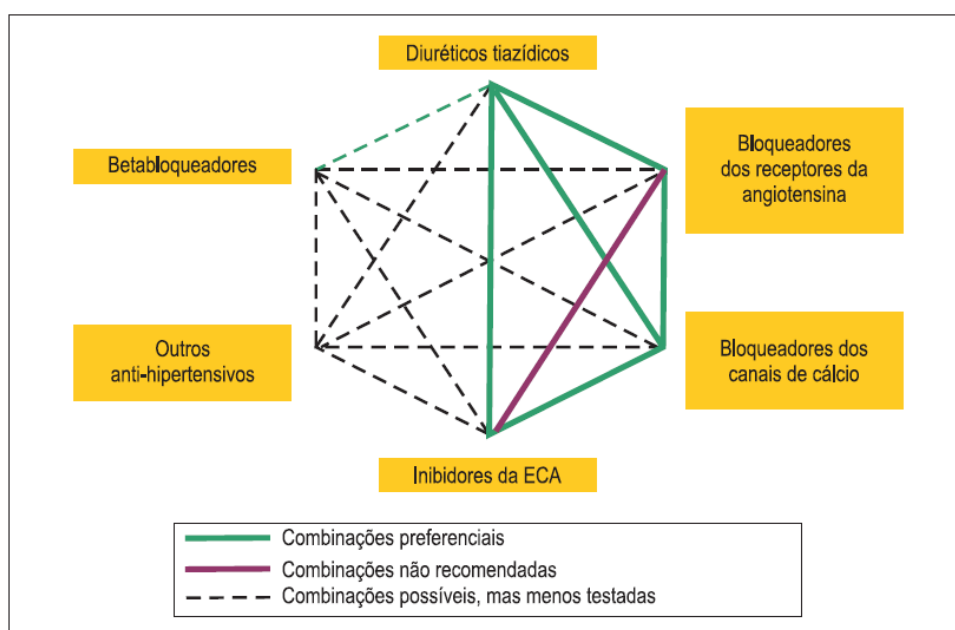 Diuréticos tiazídicos
Betabloqueadores
Bloqueadores
dos receptores da
angiotensina
Outros
anti-hipertensivos
Bloqueadores dos
canais de cálcio
Inibidores da ECA
Combinações preferenciais
Combinações não recomendadas
Combinações possíveis, mas menos testadas